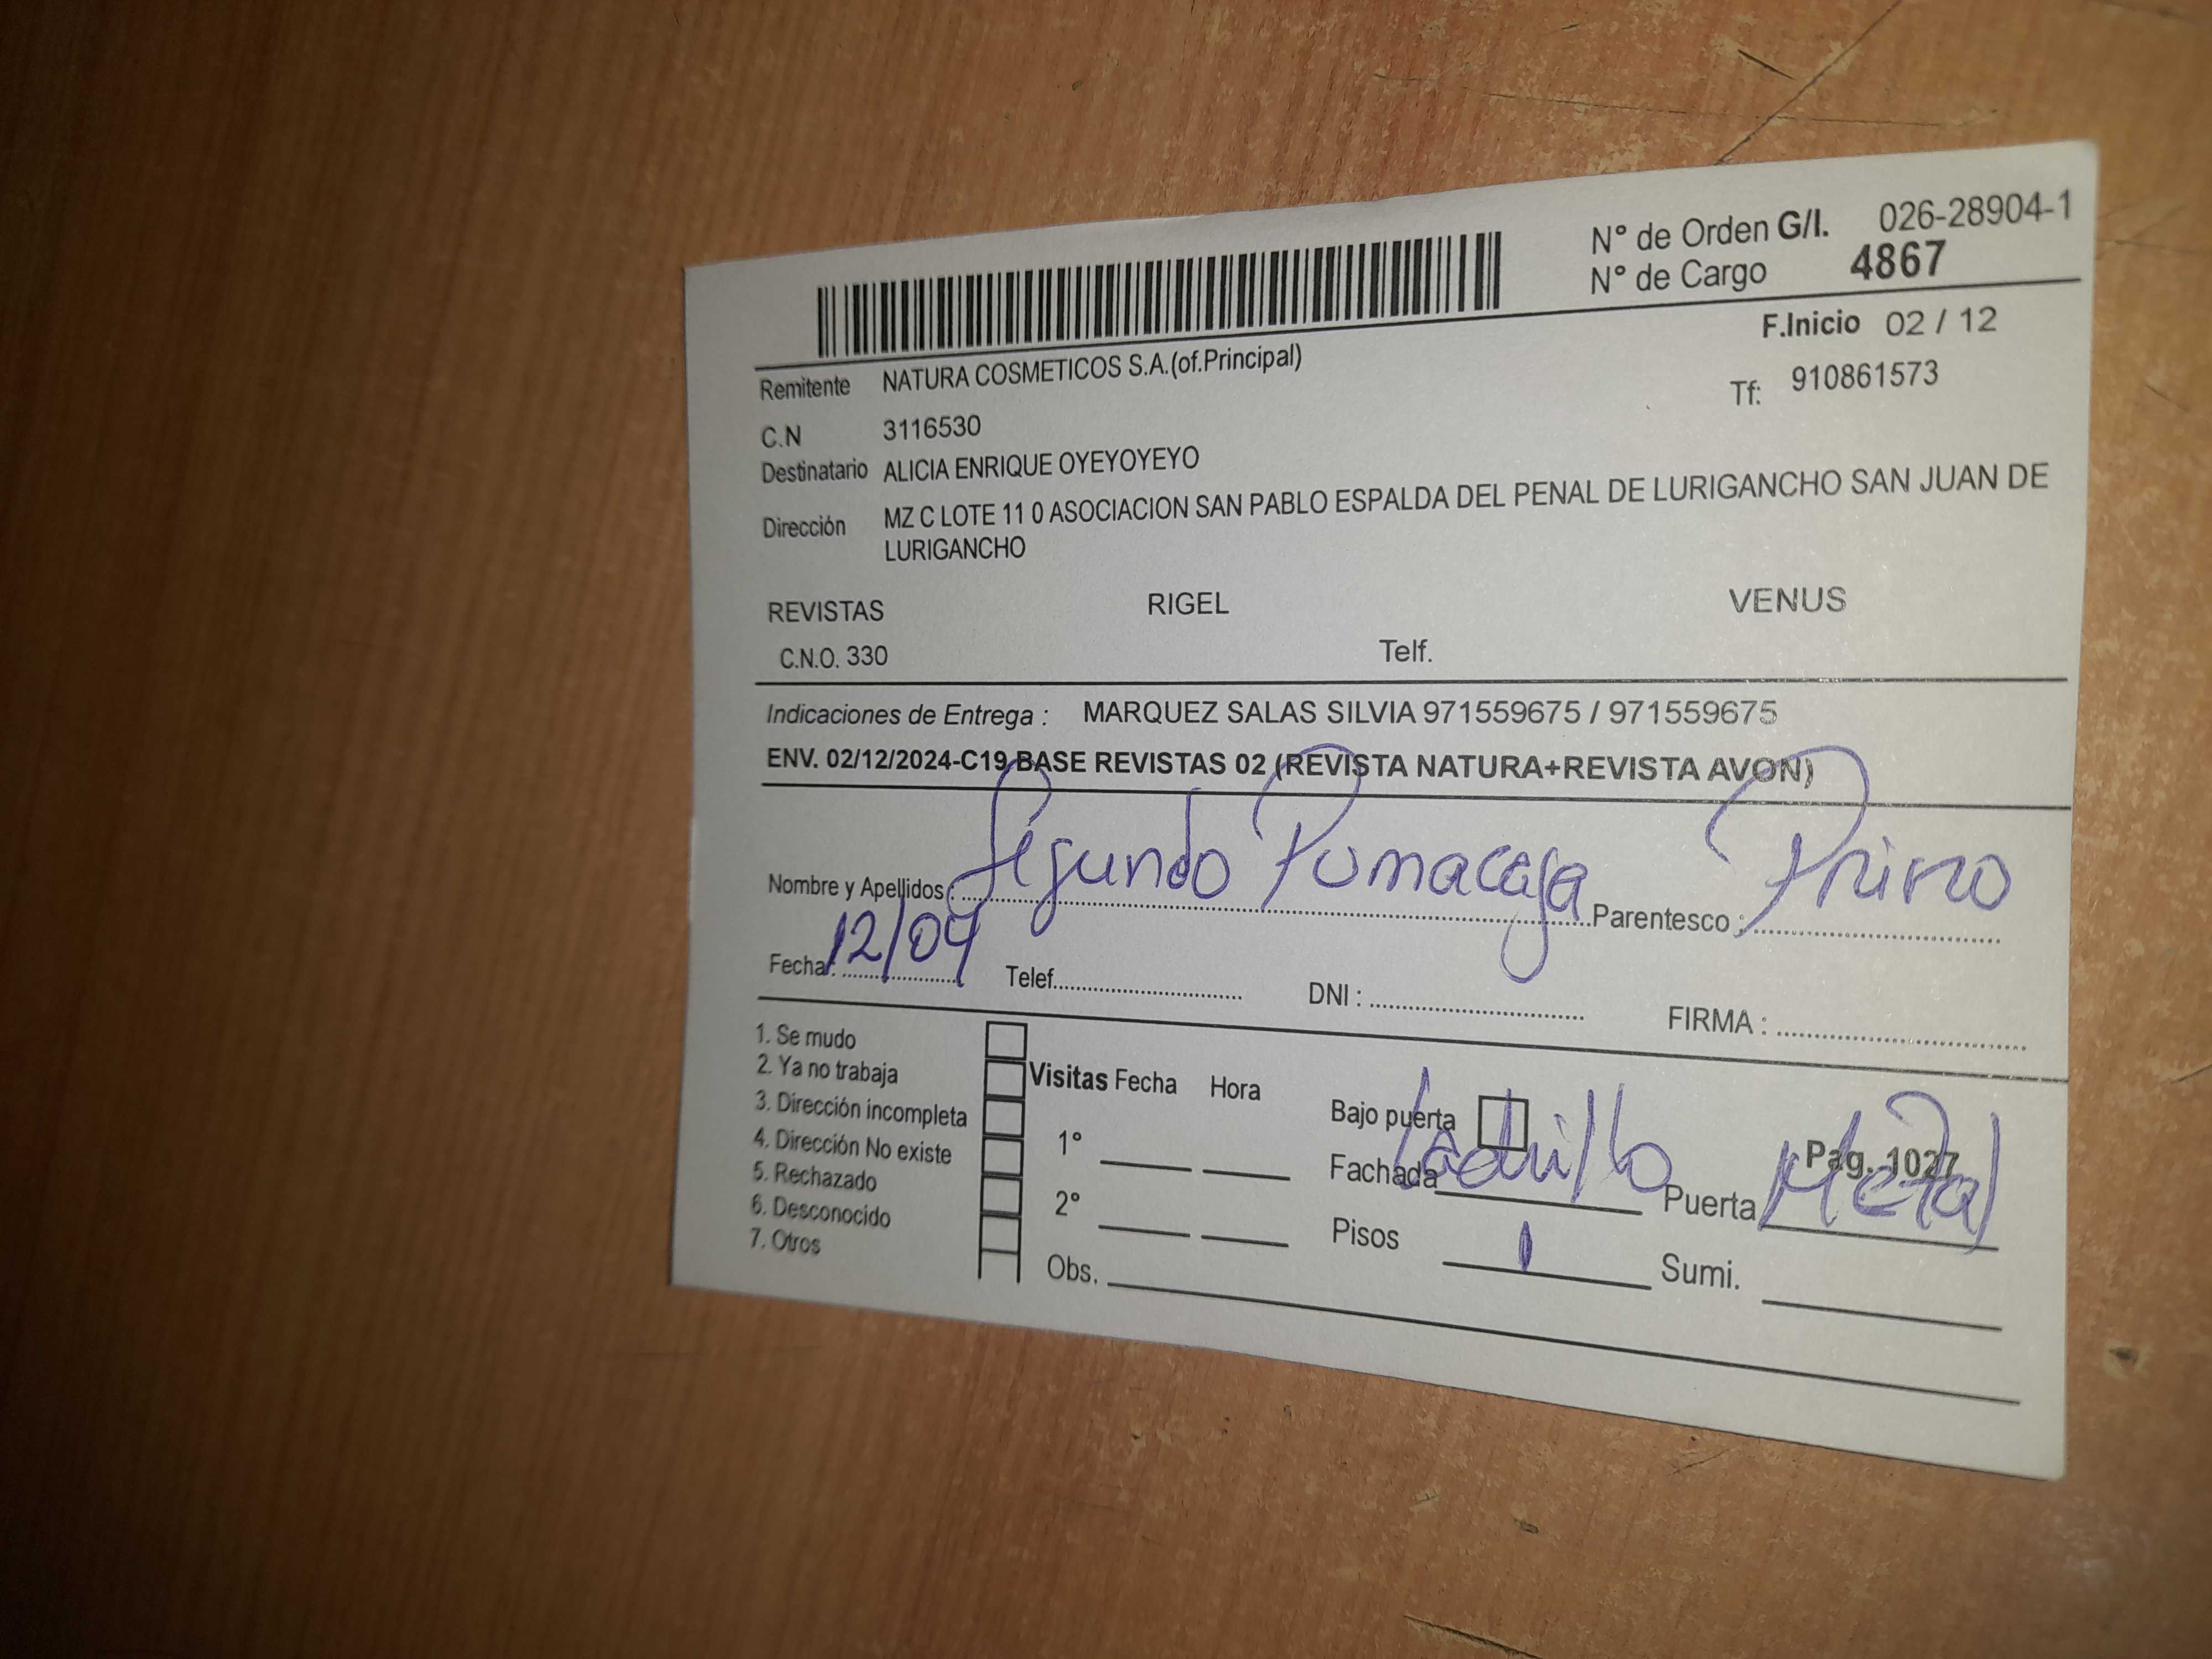 N° de Orden G/I. 026-28904-1
N° de Cargo 4867
F.Inicio 02 / 12
Remitente NATURA COSMETICOS S.A.(of.Principal)
Tf: 910861573
C.N 3116530
Destinatario ALICIA ENRIQUE OYEYOYEYO
Dirección MZ C LOTE 11 0 ASOCIACION SAN PABLO ESPALDA DEL PENAL DE LURIGANCHO SAN JUAN DE
LURIGANCHO
REVISTAS RIGEL VENUS
C.N.O. 330 Telf.
Indicaciones de Entrega : MARQUEZ SALAS SILVIA 971559675 / 971559675
ENV. 02/12/2024-C19 BASE REVISTAS 02 (REVISTA NATURA+REVISTA AVON)
Nombre y Apellidos : Segundo Pumacaja Parentesco : Primo
Fecha: 12/04 Telef. DNI : FIRMA :
1. Se mudo
2. Ya no trabaja
3. Dirección incompleta
4. Dirección No existe
5. Rechazado
6. Desconocido
7. Otros
Visitas Fecha Hora
1°
2°
Obs.
Bajo puerta
Pag. 1027
Fachada Ladrillo Puerta Metal
Pisos 1 Sumi.